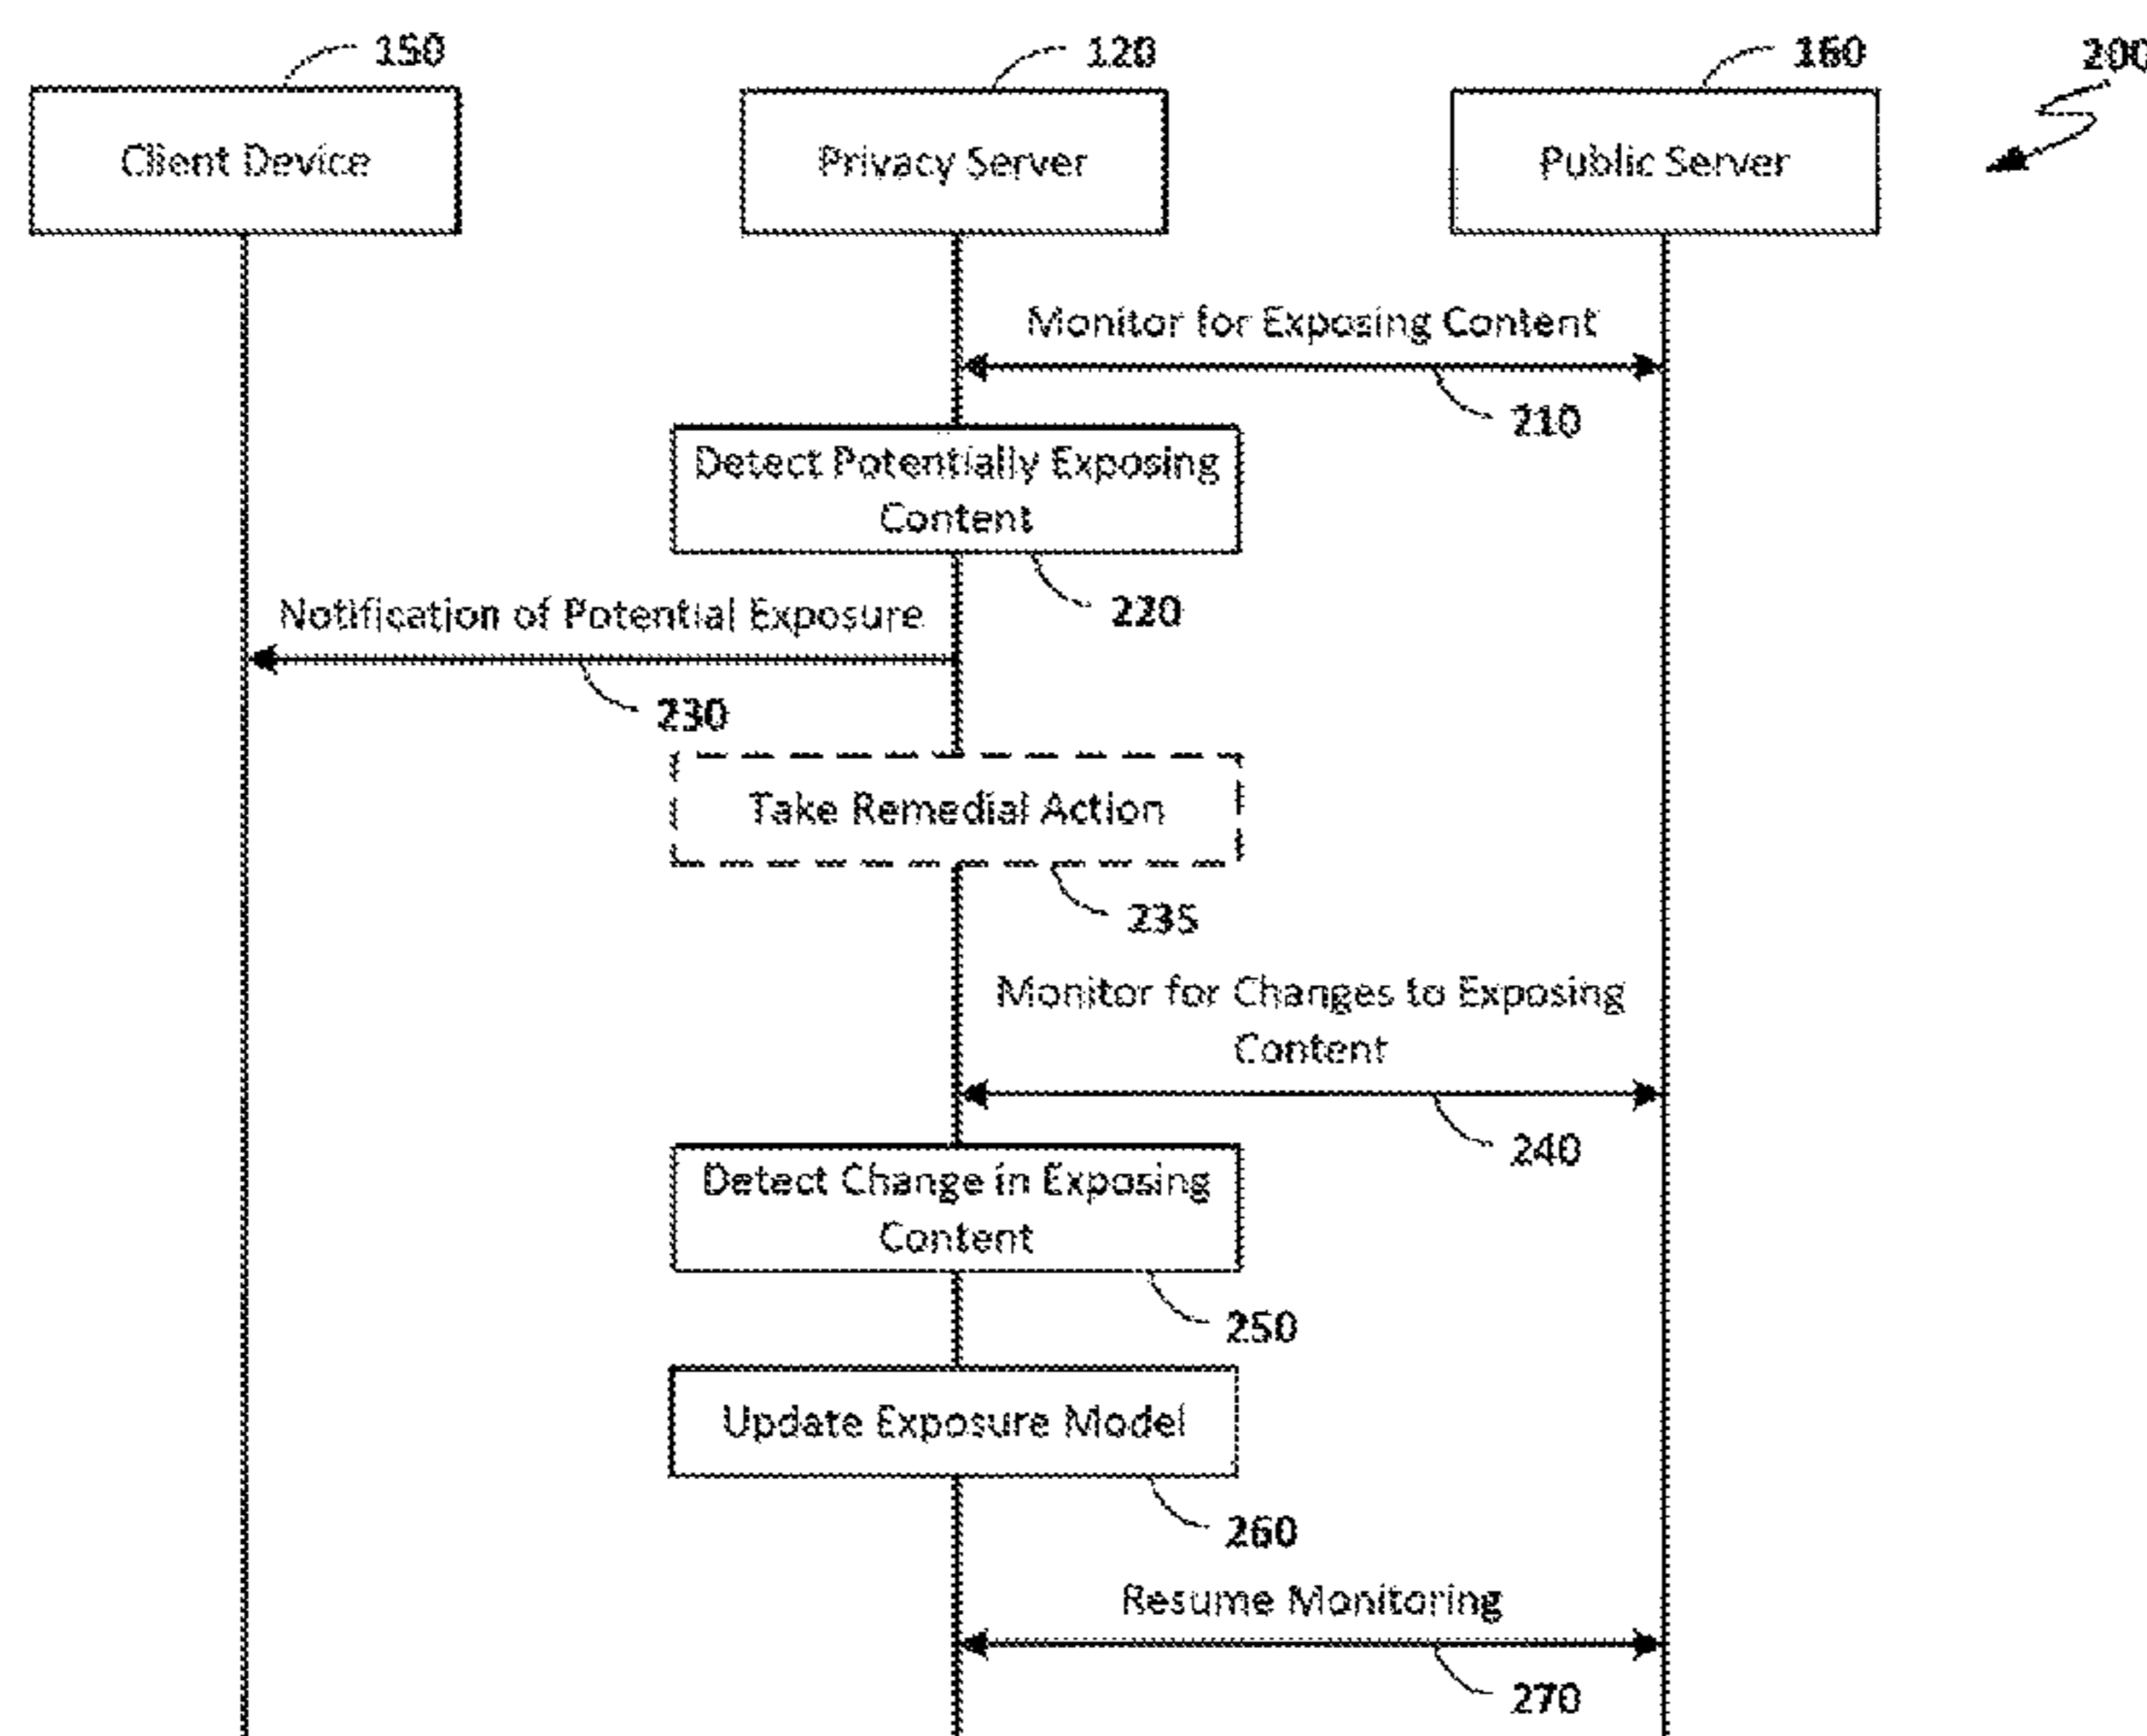 150
120
160
200
Client Device
Privacy Server
Public Server
Monitor for Exposing Content
210
Detect Potentially Exposing
Content
220
Notification of Potential Exposure
230
Take Remedial Action
235
Monitor for Changes to Exposing
Content
240
Detect Change in Exposing
Content
250
Update Exposure Model
260
Resume Monitoring
270